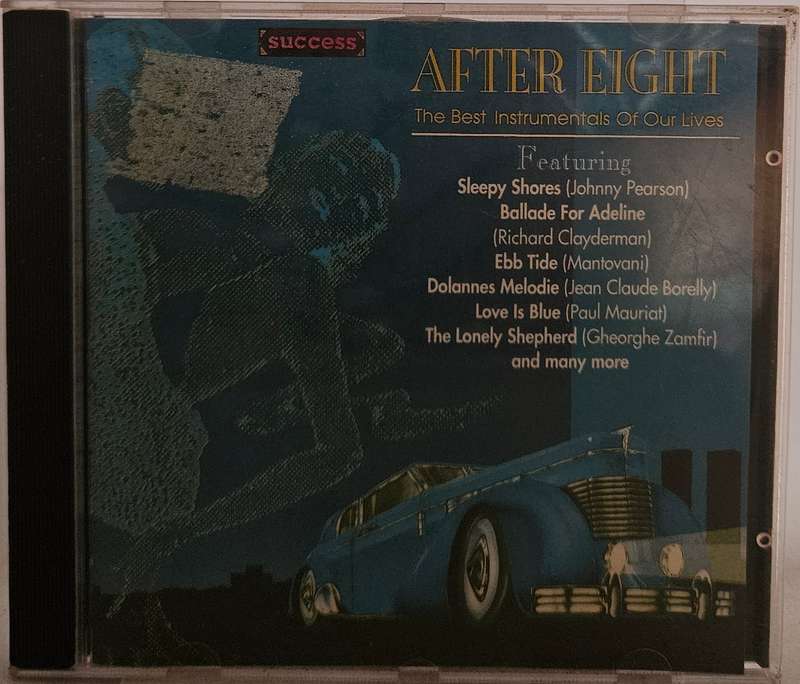 success
AFTER EIGHT
The Best Instrumentals Of Our Lives
Featuring
Sleepy Shores (Johnny Pearson)
Ballade For Adeline
(Richard Clayderman)
Ebb Tide (Mantovani)
Dolannes Melodie (Jean Claude Borelly)
Love Is Blue (Paul Mauriat)
The Lonely Shepherd (Gheorghe Zamfir)
and many more